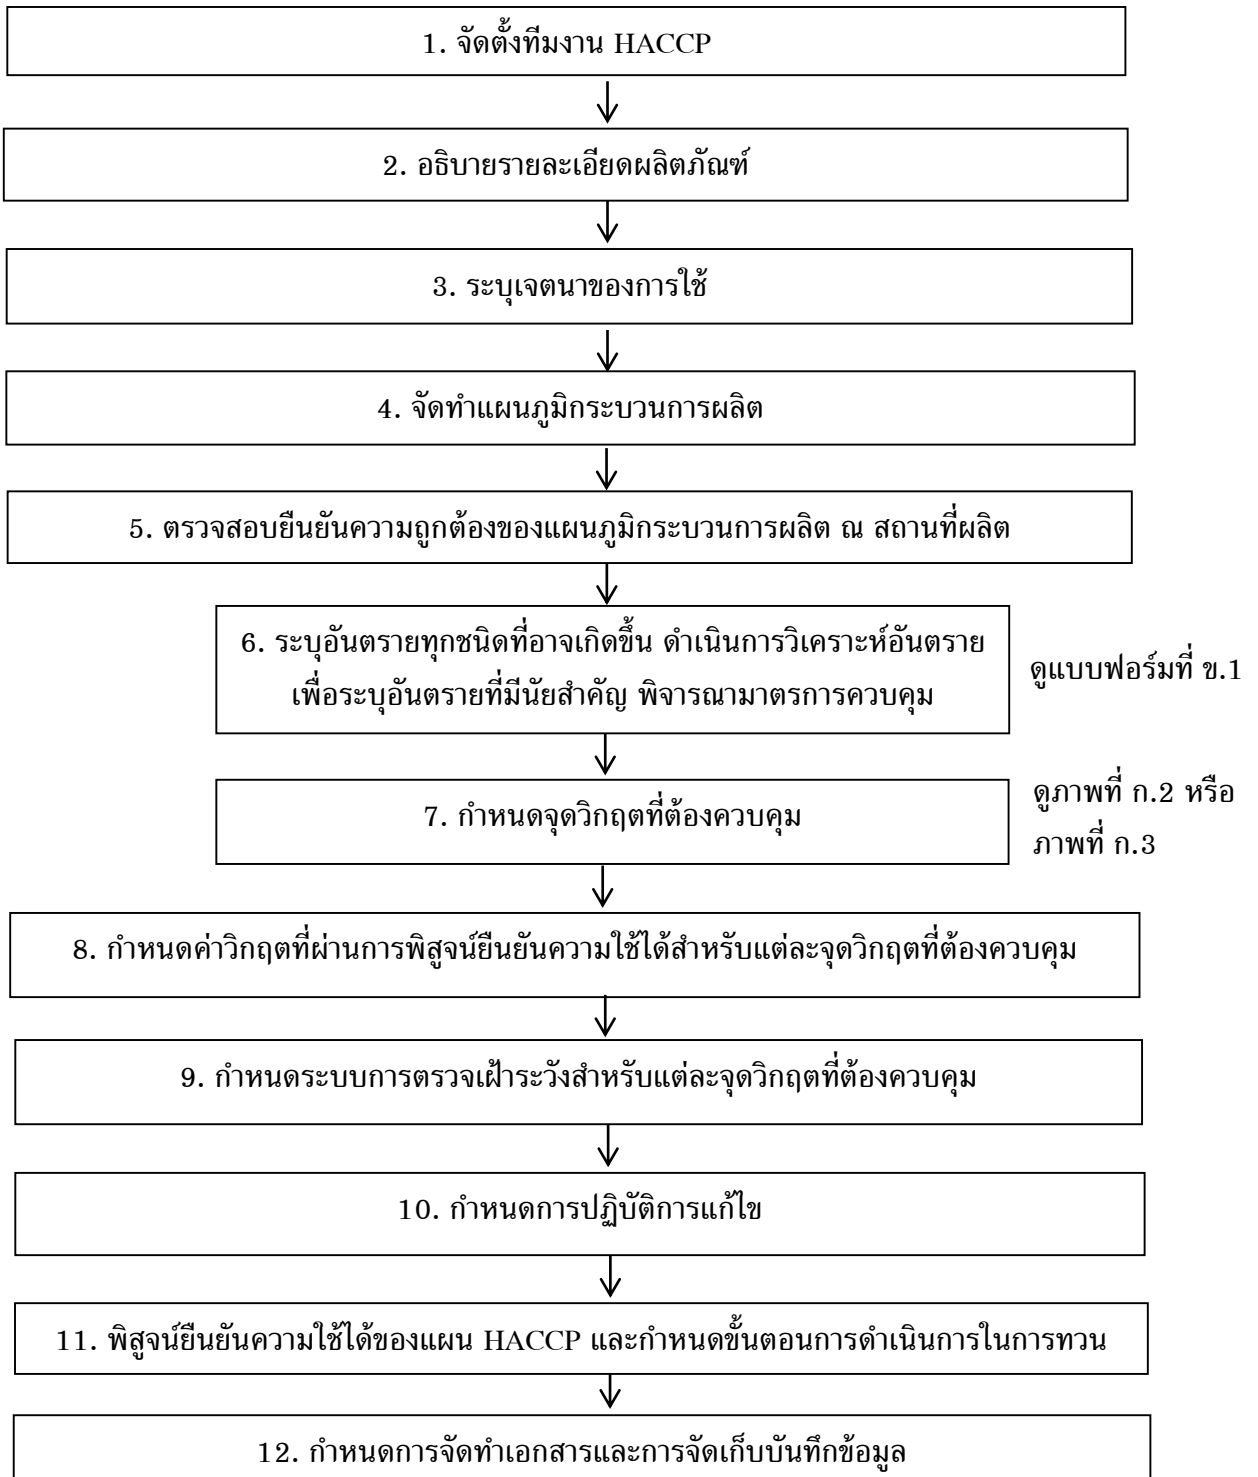 1. จัดตั้งทีมงาน HACCP
2. อธิบายรายละเอียดผลิตภัณฑ์
3. ระบุเจตนาของการใช้
4. จัดทำแผนภูมิกระบวนการผลิต
5. ตรวจสอบยืนยันความถูกต้องของแผนภูมิกระบวนการผลิต ณ สถานที่ผลิต
6. ระบุอันตรายทุกชนิดที่อาจเกิดขึ้น ดำเนินการวิเคราะห์อันตราย
เพื่อระบุอันตรายที่มีนัยสำคัญ พิจารณามาตรการควบคุม
ดูแบบฟอร์มที่ ข.1
7. กำหนดจุดวิกฤตที่ต้องควบคุม
ดูภาพที่ ก.2 หรือ
ภาพที่ ก.3
8. กำหนดค่าวิกฤตที่ผ่านการพิสูจน์ยืนยันความใช้ได้สำหรับแต่ละจุดวิกฤตที่ต้องควบคุม
9. กำหนดระบบการตรวจเฝ้าระวังสำหรับแต่ละจุดวิกฤตที่ต้องควบคุม
10. กำหนดการปฏิบัติการแก้ไข
11. พิสูจน์ยืนยันความใช้ได้ของแผน HACCP และกำหนดขั้นตอนการดำเนินการในการทวน
12. กำหนดการจัดทำเอกสารและการจัดเก็บบันทึกข้อมูล